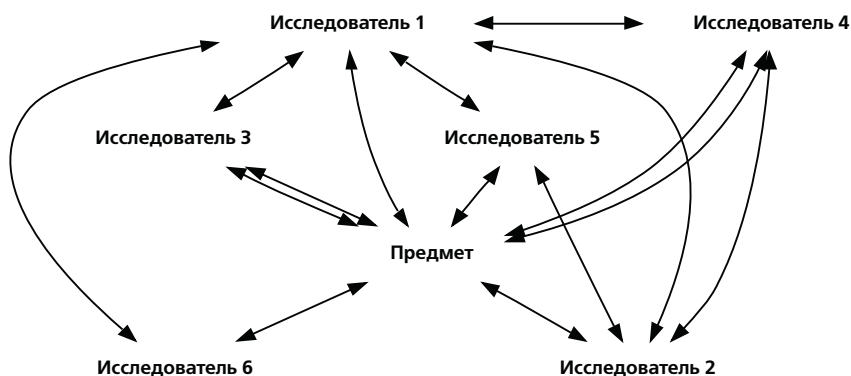 Исследователь 1
Исследователь 4
Исследователь 3
Исследователь 5
Предмет
Исследователь 6
Исследователь 2